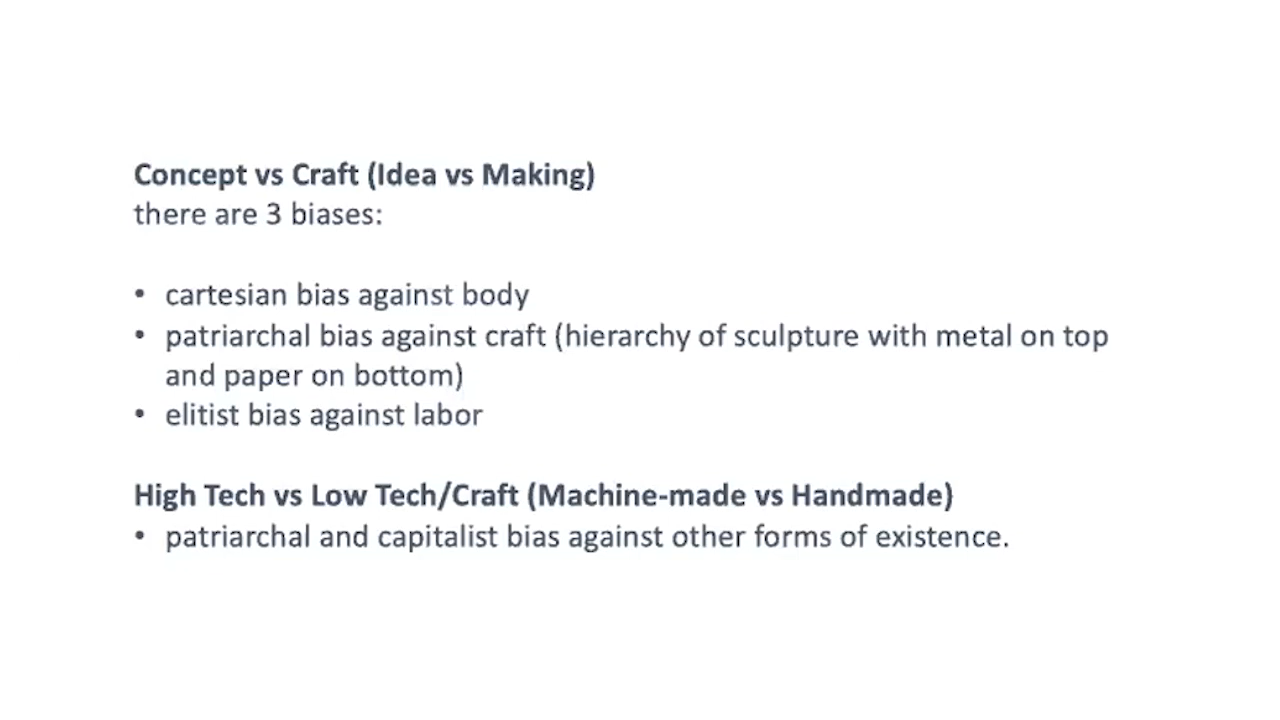 Concept vs Craft (Idea vs Making)
there are 3 biases:
• cartesian bias against body
• patriarchal bias against craft (hierarchy of sculpture with metal on top
and paper on bottom)
• elitist bias against labor
High Tech vs Low Tech/Craft (Machine-made vs Handmade)
• patriarchal and capitalist bias against other forms of existence.